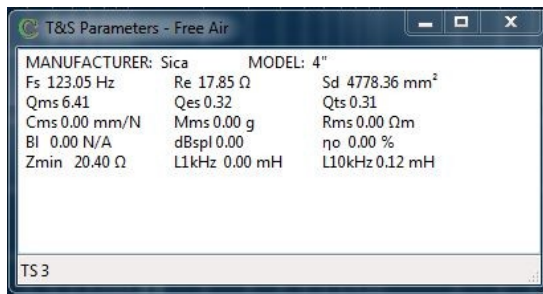 T&S Parameters - Free Air
MANUFACTURER: Sica MODEL: 4"
Fs 123.05 Hz Re 17.85 Ω Sd 4778.36 mm²
Qms 6.41 Qes 0.32 Qts 0.31
Cms 0.00 mm/N Mms 0.00 g Rms 0.00 Ωm
Bl 0.00 N/A dBspl 0.00 ηo 0.00 %
Zmin 20.40 Ω L1kHz 0.00 mH L10kHz 0.12 mH
TS 3